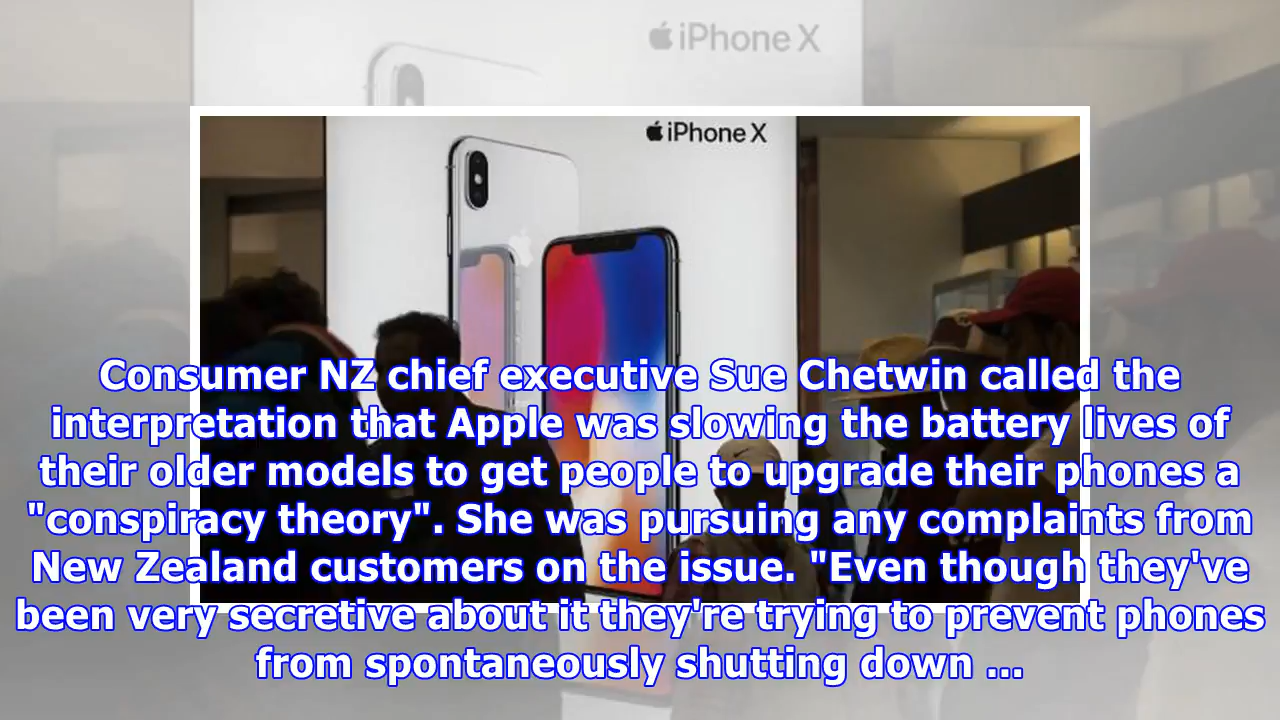 iPhone X
iPhone X
Consumer NZ chief executive Sue Chetwin called the
interpretation that Apple was slowing the battery lives of
their older models to get people to upgrade their phones a
"conspiracy theory". She was pursuing any complaints from
New Zealand customers on the issue. "Even though they've
been very secretive about it they're trying to prevent phones
from spontaneously shutting down ...